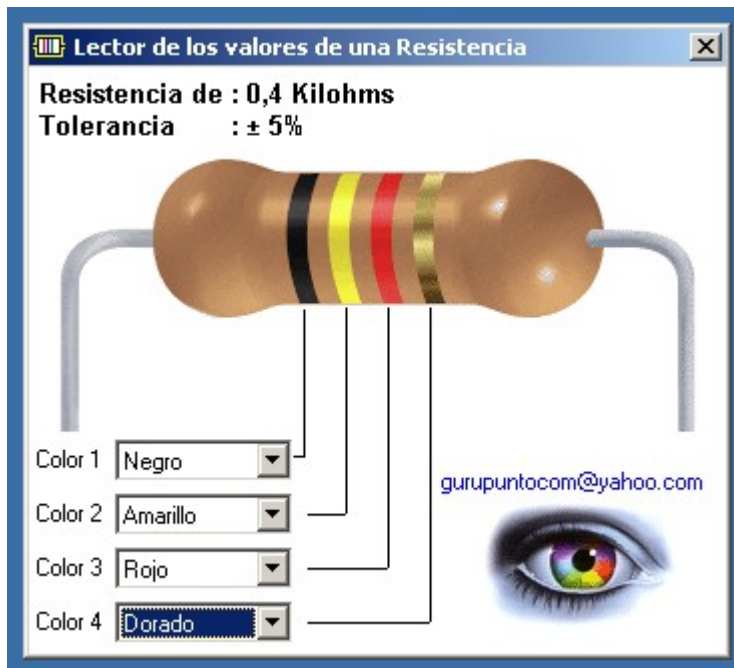 Lector de los valores de una Resistencia
Resistencia de : 0,4 Kilohms
Tolerancia : ± 5%
Color 1 Negro
gurupuntocom@yahoo.com
Color 2 Amarillo
Color 3 Rojo
Color 4 Dorado